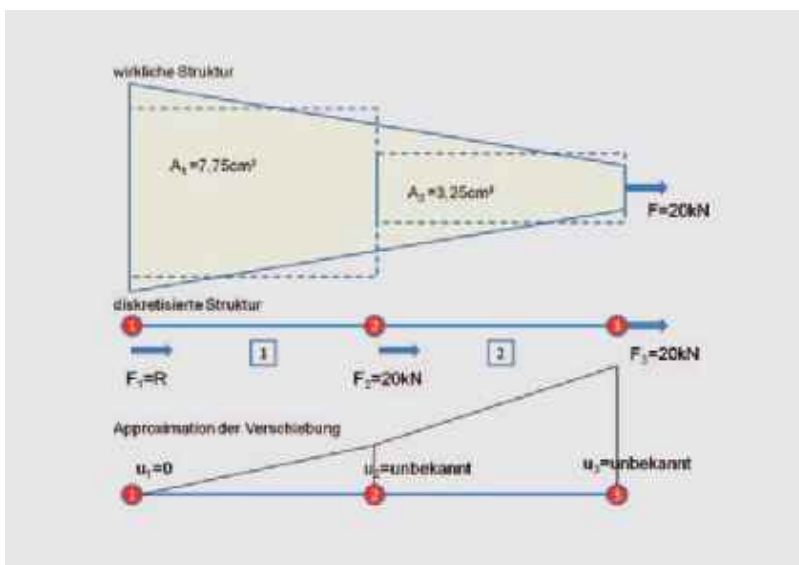 wirkliche Struktur
A₁=7,75cm²
A₂=3,25cm²
F=20kN
diskretisierte Struktur
1 2 3
1 2
F₁=R F₂=20kN F₃=20kN
Approximation der Verschiebung
u₁=0 u₂=unbekannt u₃=unbekannt
1 2 3